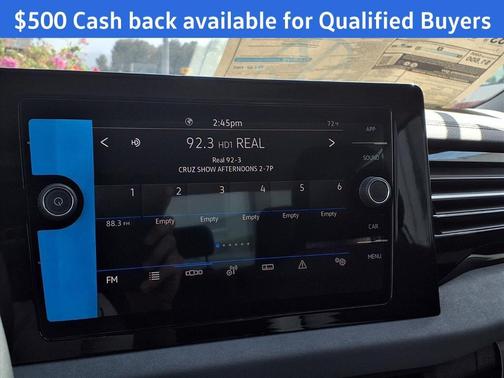 $500 Cash back available for Qualified Buyers
2:45pm
72°F
APP
92.3 HD1 REAL
Real 92-3
CRUZ SHOW AFTERNOONS 2-7P
SOUND
1 2 3 4 5 6
88.3 FM Empty Empty Empty Empty Empty
CAR
FM
MENU